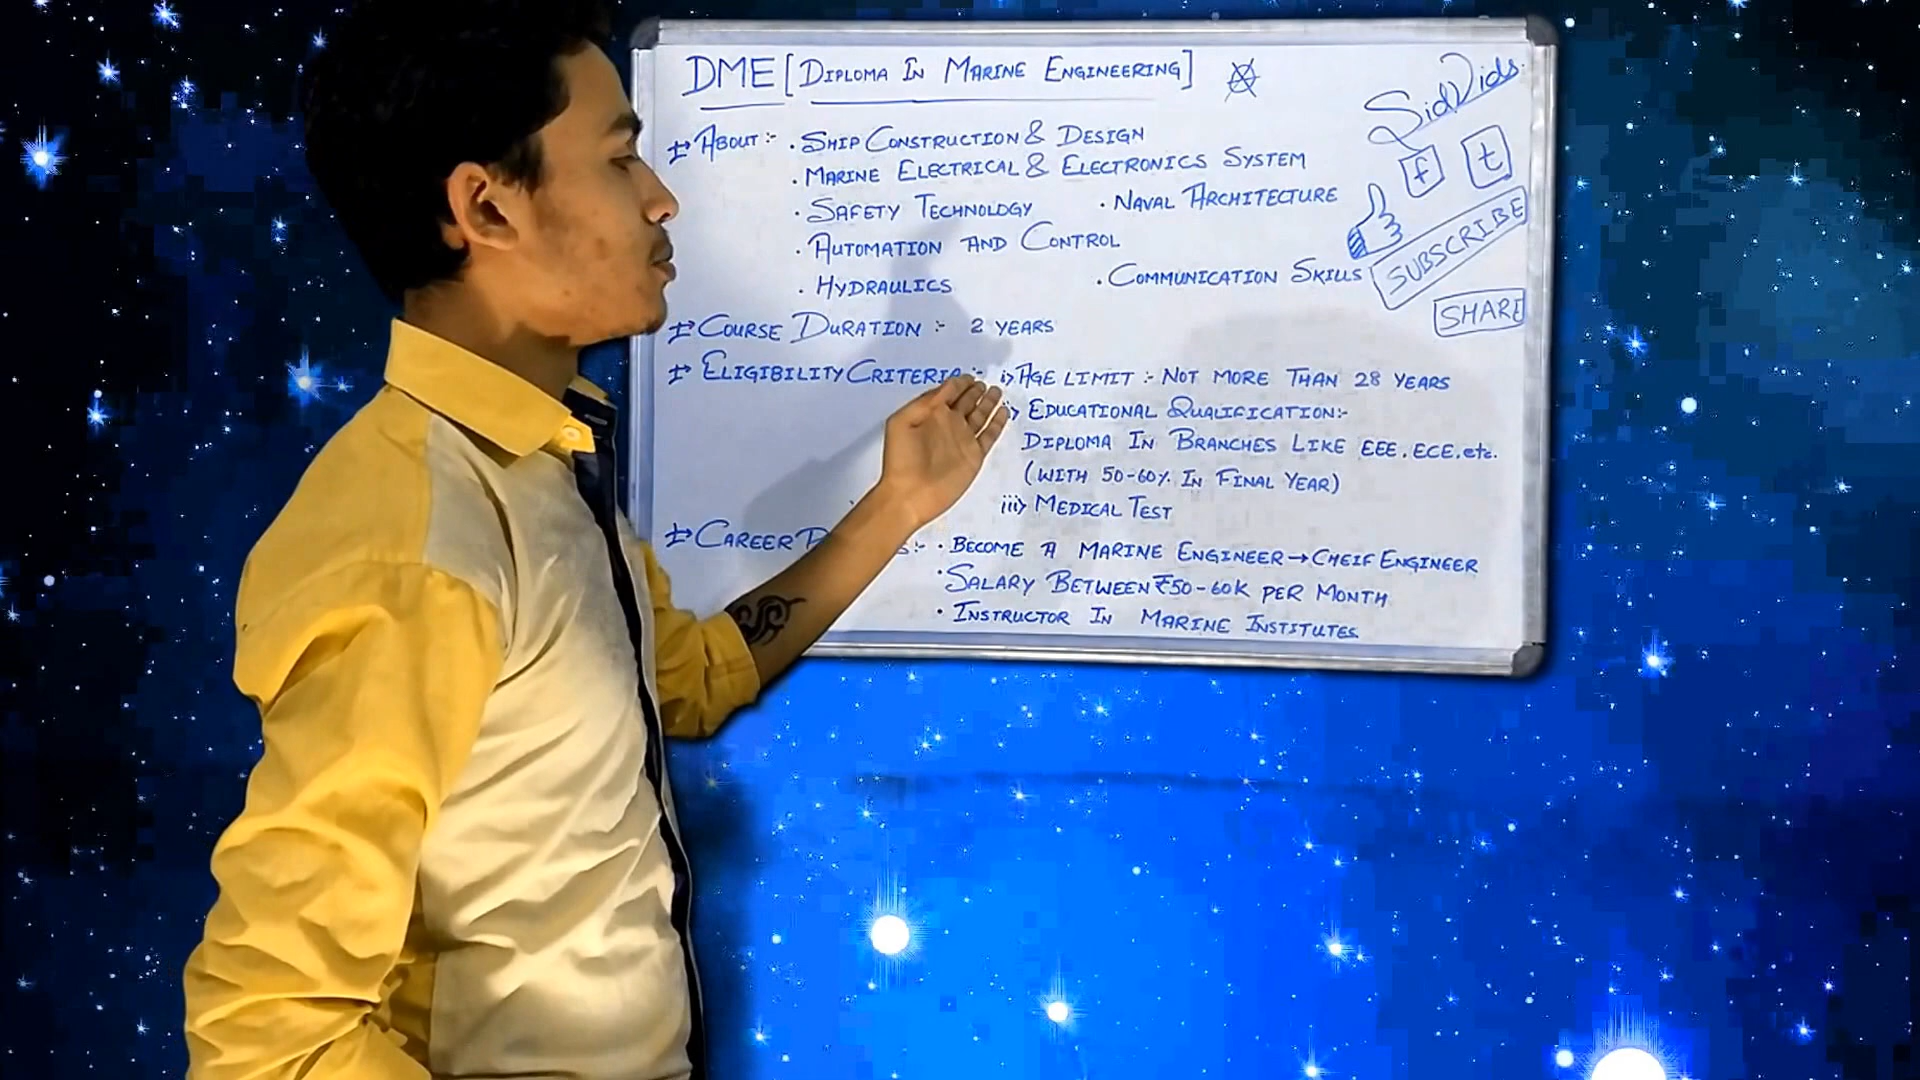 DME [DIPLOMA IN MARINE ENGINEERING]
SidVids
f t
SUBSCRIBE
SHARE
ABOUT :- . SHIP CONSTRUCTION & DESIGN
. MARINE ELECTRICAL & ELECTRONICS SYSTEM
. SAFETY TECHNOLOGY . NAVAL ARCHITECTURE
. AUTOMATION AND CONTROL
. HYDRAULICS . COMMUNICATION SKILLS
COURSE DURATION :- 2 YEARS
ELIGIBILITY CRITERIA :- i> AGE LIMIT :- NOT MORE THAN 28 YEARS
> EDUCATIONAL QUALIFICATION:-
DIPLOMA IN BRANCHES LIKE EEE.ECE.etc.
(WITH 50-60% IN FINAL YEAR)
iii> MEDICAL TEST
CAREER :- . BECOME A MARINE ENGINEER → CHEIF ENGINEER
. SALARY BETWEEN ₹50-60K PER MONTH
. INSTRUCTOR IN MARINE INSTITUTES.